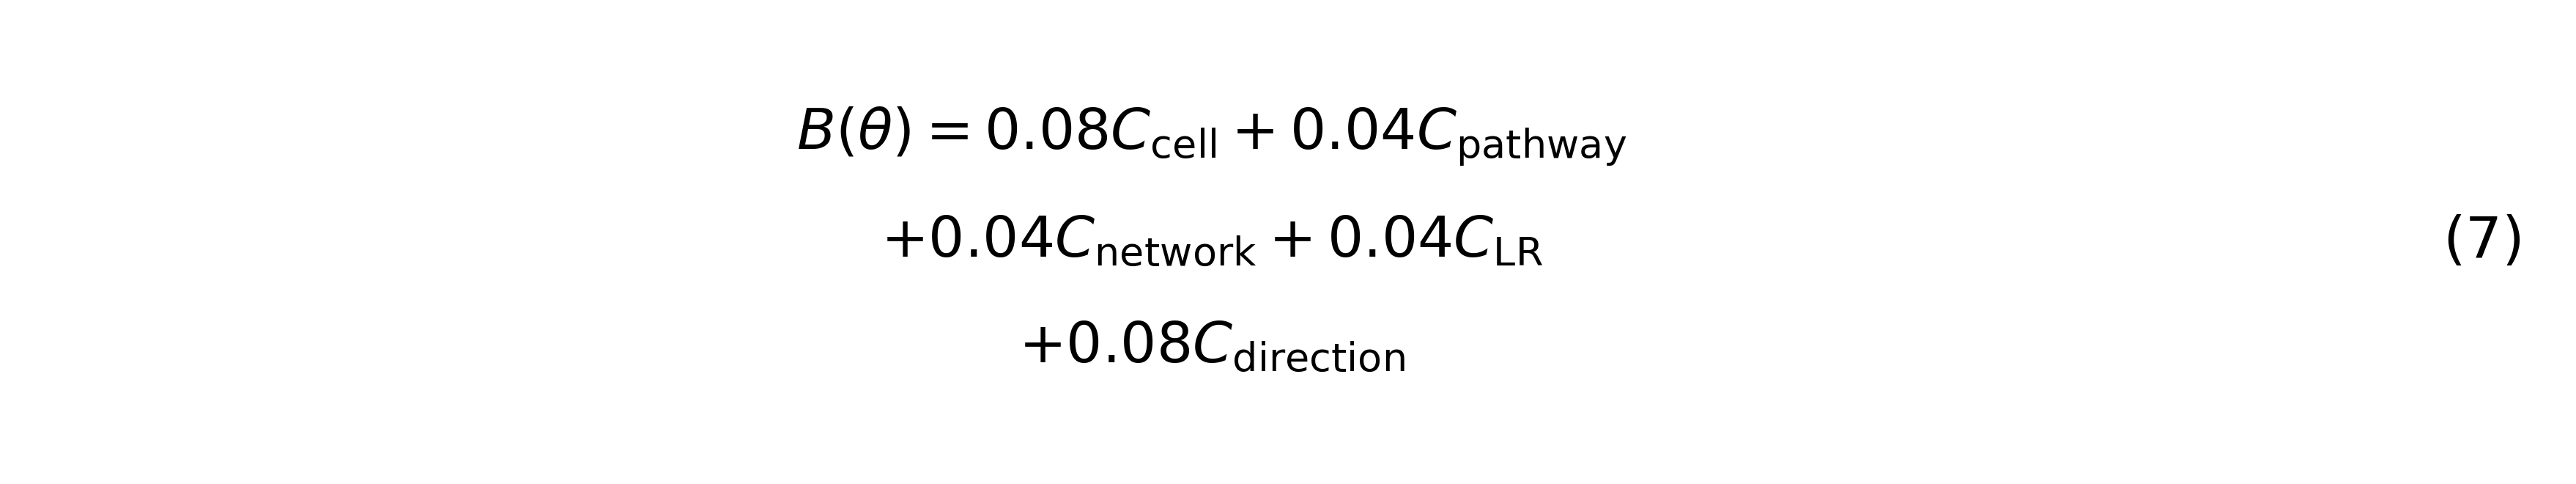 B(θ) = 0.08C_cell + 0.04C_pathway
+0.04C_network + 0.04C_LR (7)
+0.08C_direction